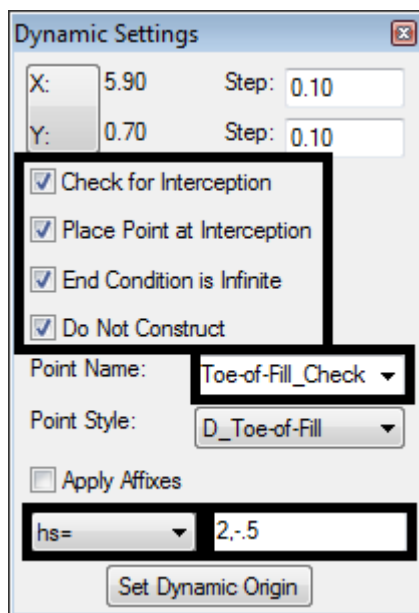 Dynamic Settings
X: 5.90 Step: 0.10
Y: 0.70 Step: 0.10
Check for Interception
Place Point at Interception
End Condition is Infinite
Do Not Construct
Point Name: Toe-of-Fill_Check
Point Style: D_Toe-of-Fill
Apply Affixes
hs= 2,-.5
Set Dynamic Origin